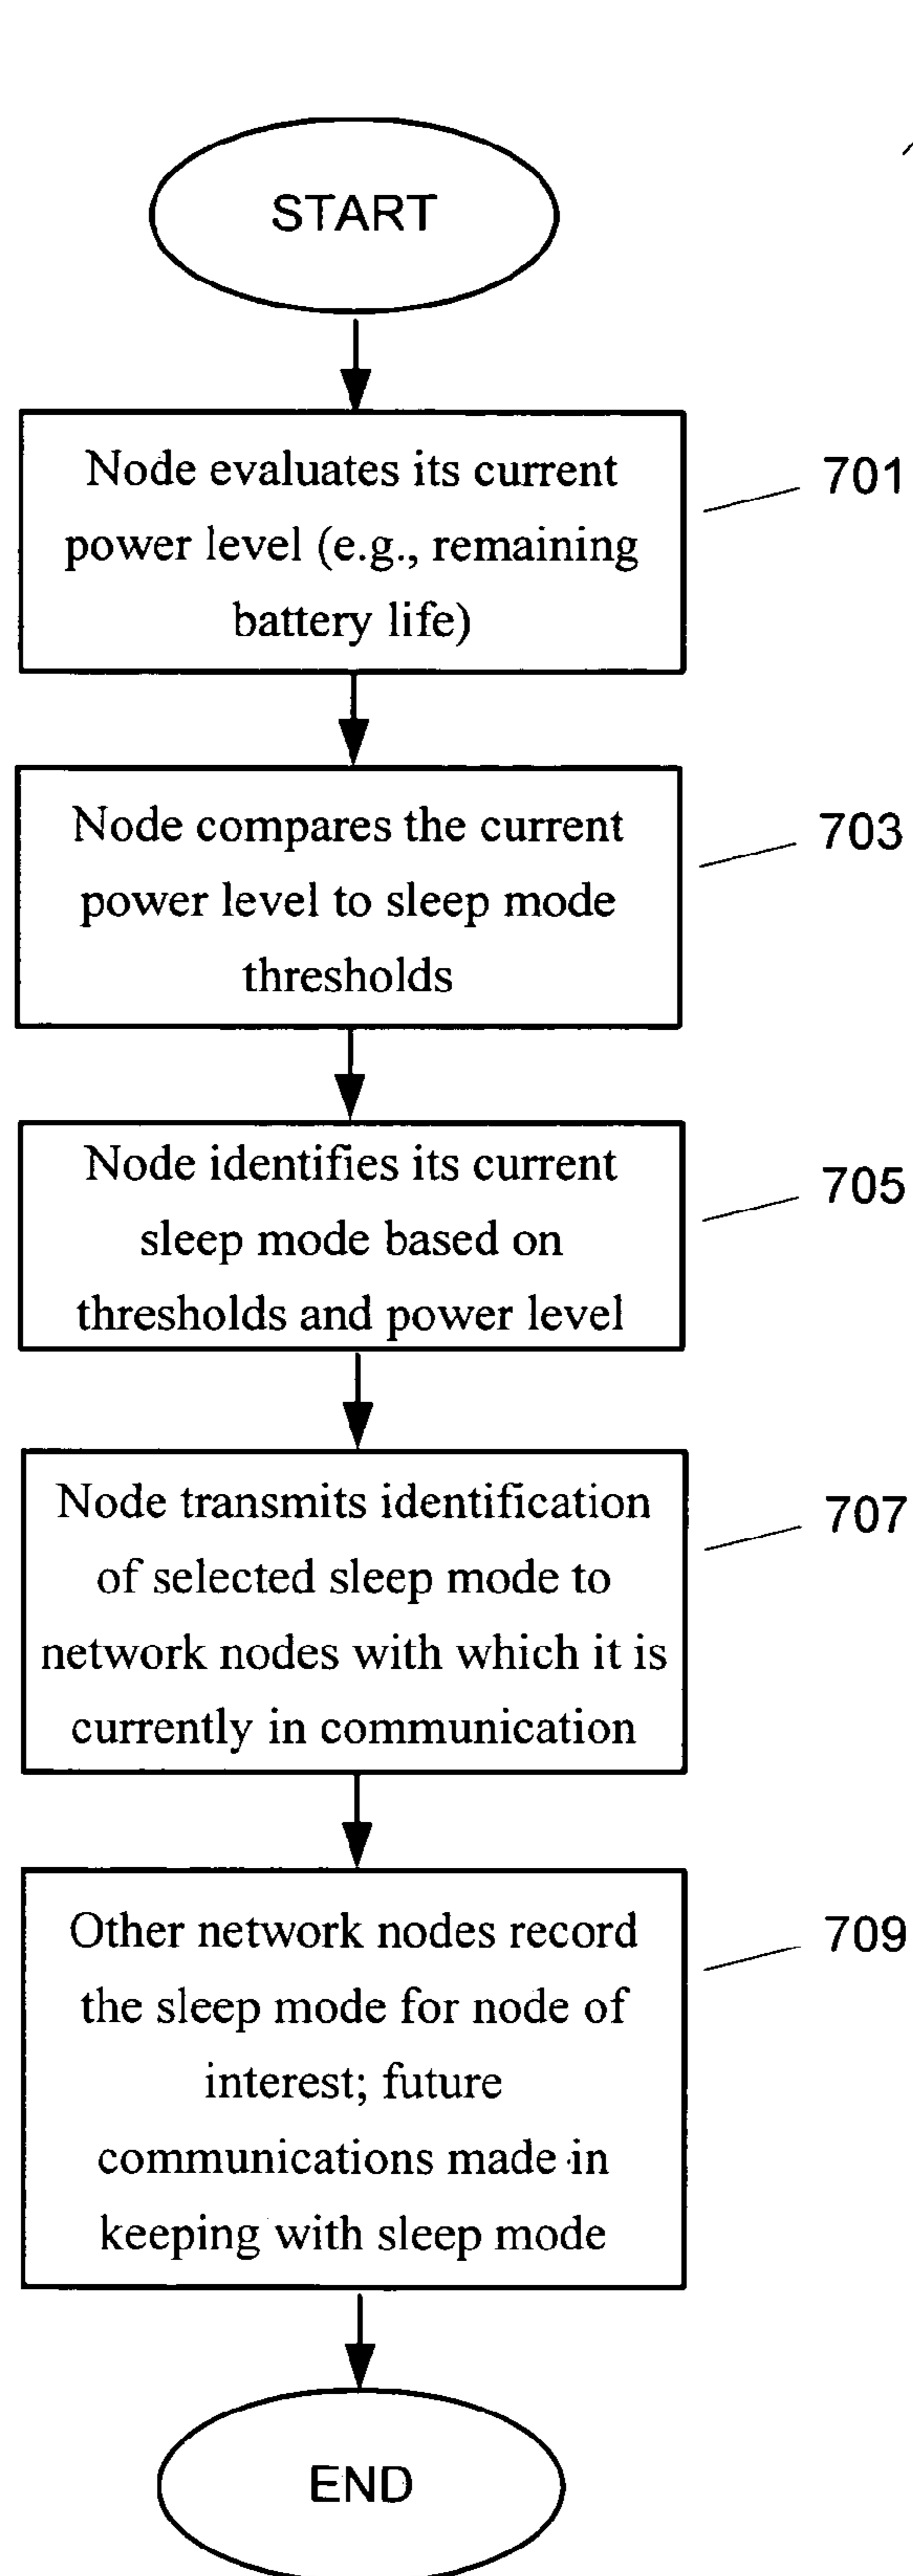 START
Node evaluates its current
power level (e.g., remaining
battery life)
701
Node compares the current
power level to sleep mode
thresholds
703
Node identifies its current
sleep mode based on
thresholds and power level
705
Node transmits identification
of selected sleep mode to
network nodes with which it is
currently in communication
707
Other network nodes record
the sleep mode for node of
interest; future
communications made in
keeping with sleep mode
709
END